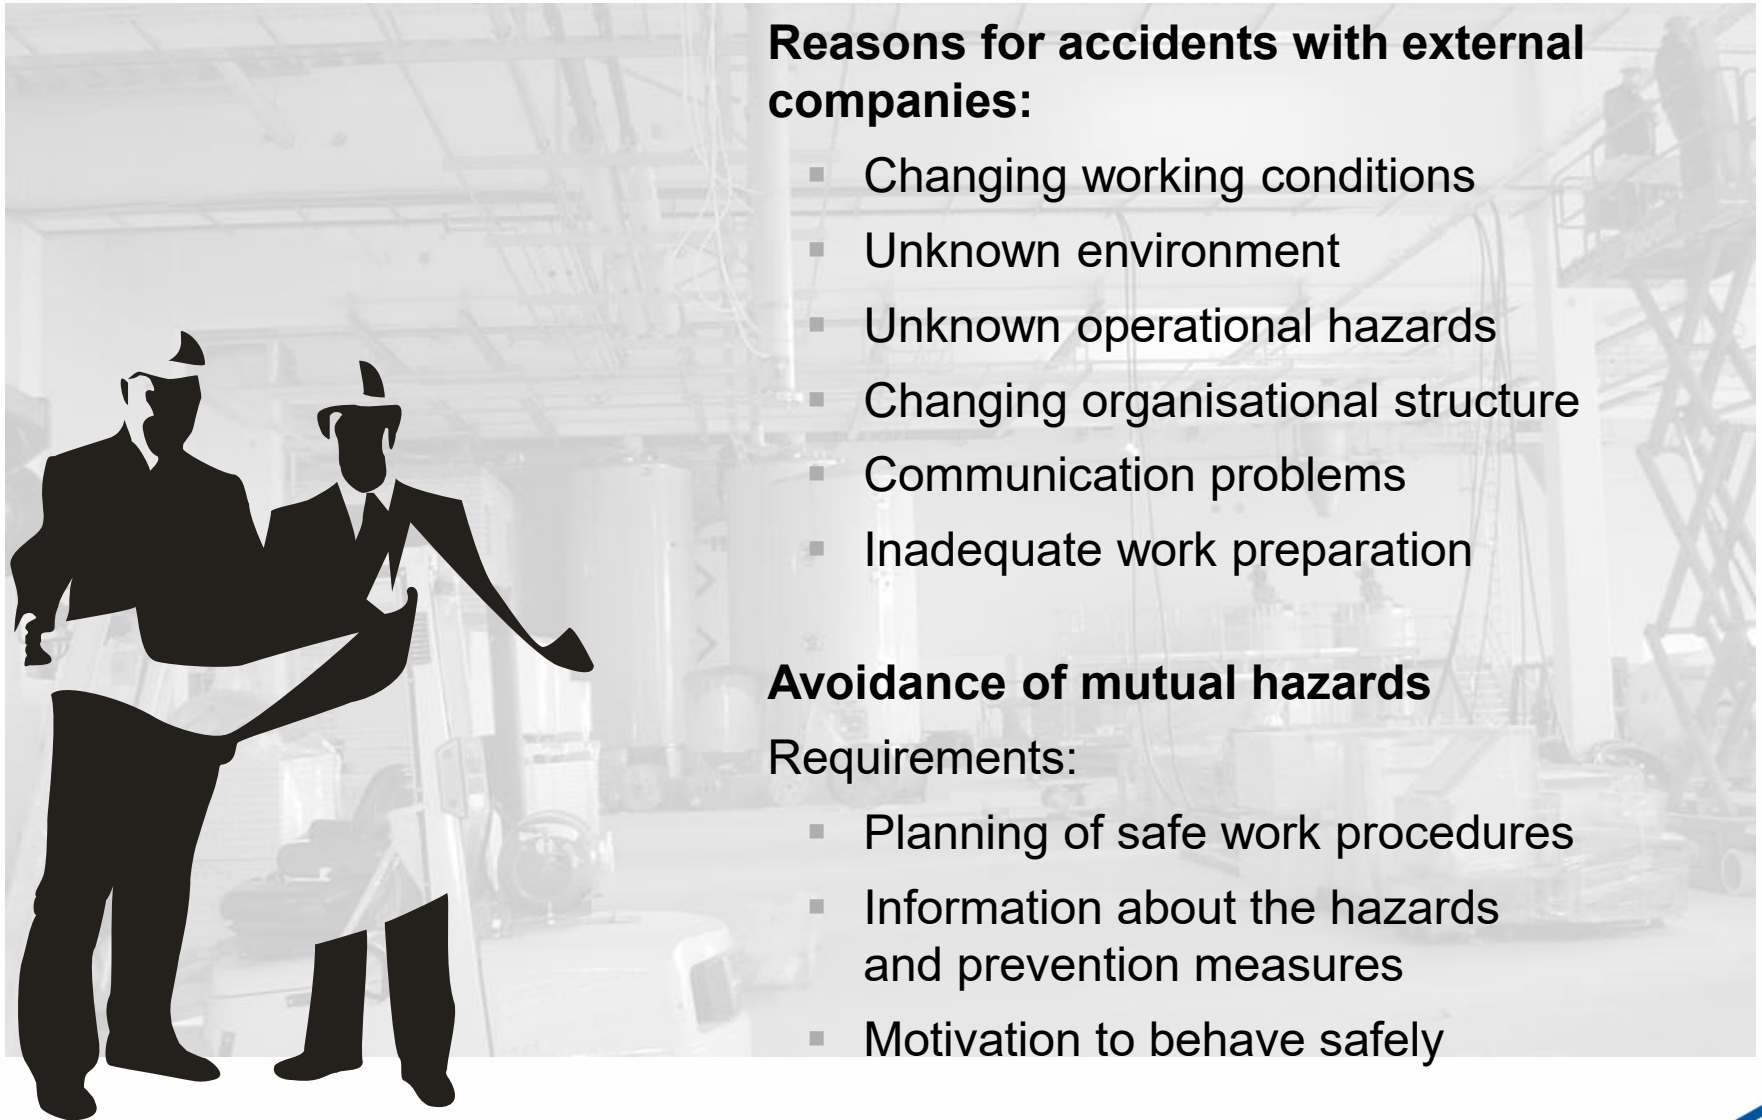 Reasons for accidents with external
companies:
Changing working conditions
Unknown environment
Unknown operational hazards
Changing organisational structure
Communication problems
Inadequate work preparation
Avoidance of mutual hazards
Requirements:
Planning of safe work procedures
Information about the hazards
and prevention measures
Motivation to behave safely